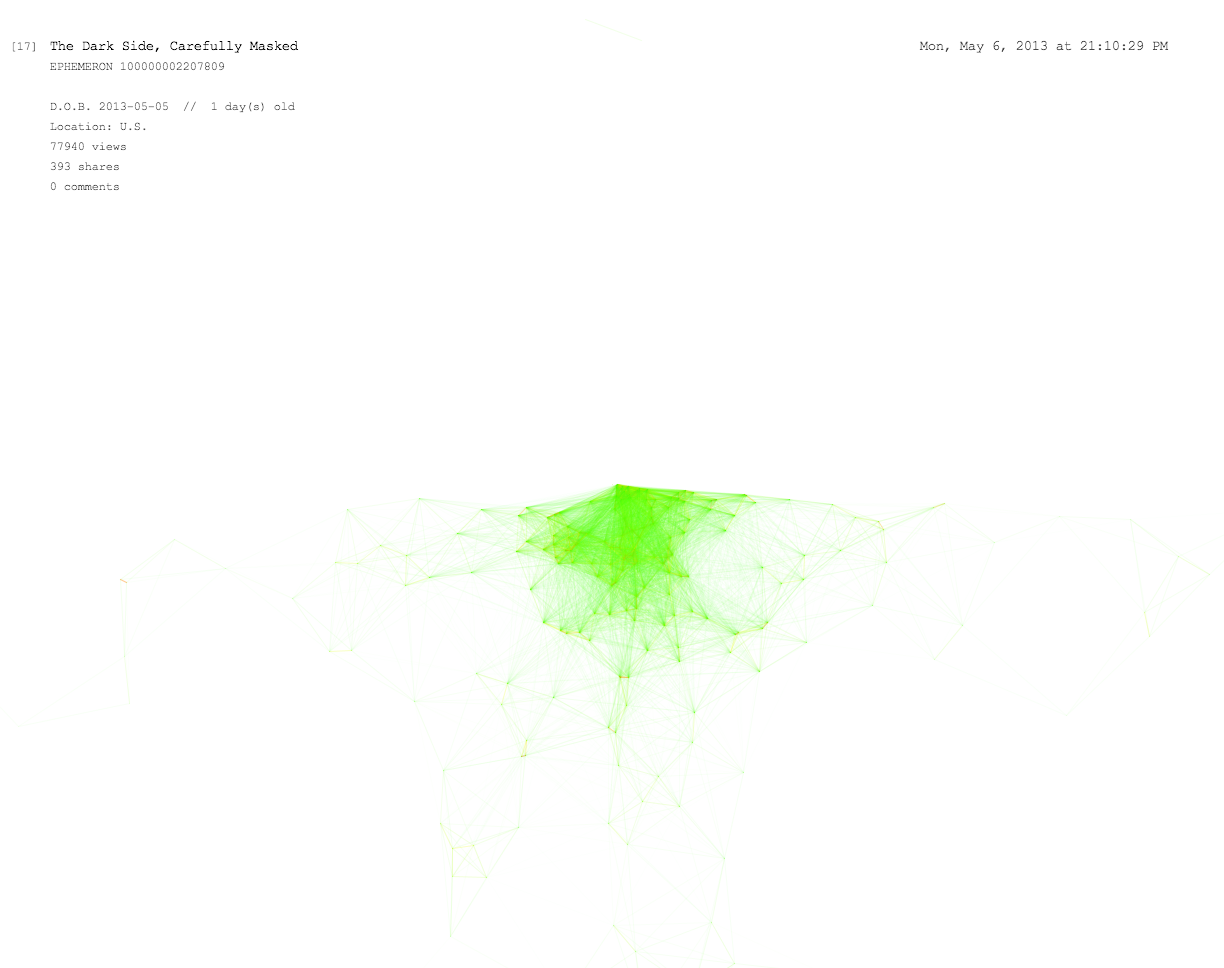 [17] The Dark Side, Carefully Masked
Mon, May 6, 2013 at 21:10:29 PM
EPHEMERON 100000002207809
D.O.B. 2013-05-05 // 1 day(s) old
Location: U.S.
77940 views
393 shares
0 comments